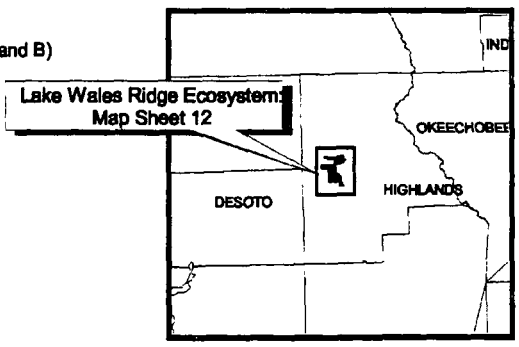 and B)
IND
Lake Wales Ridge Ecosystem:
Map Sheet 12
OKEECHOBEE
DESOTO
HIGHLANDS